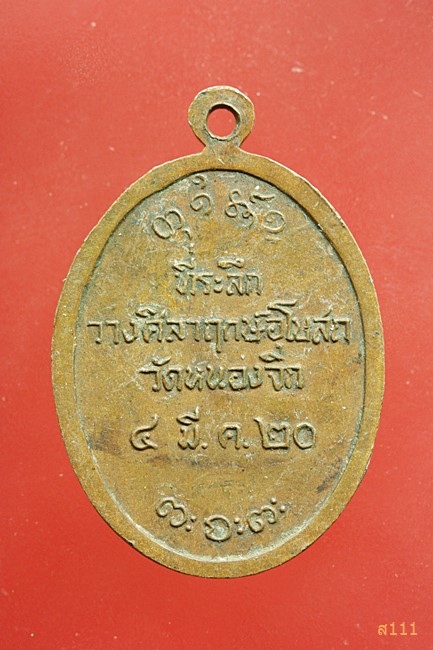 ที่ระลึก
วางศิลาฤกษ์อุโบสถ
วัดหนองจิก
๔ มี.ค.๒๐
ส111